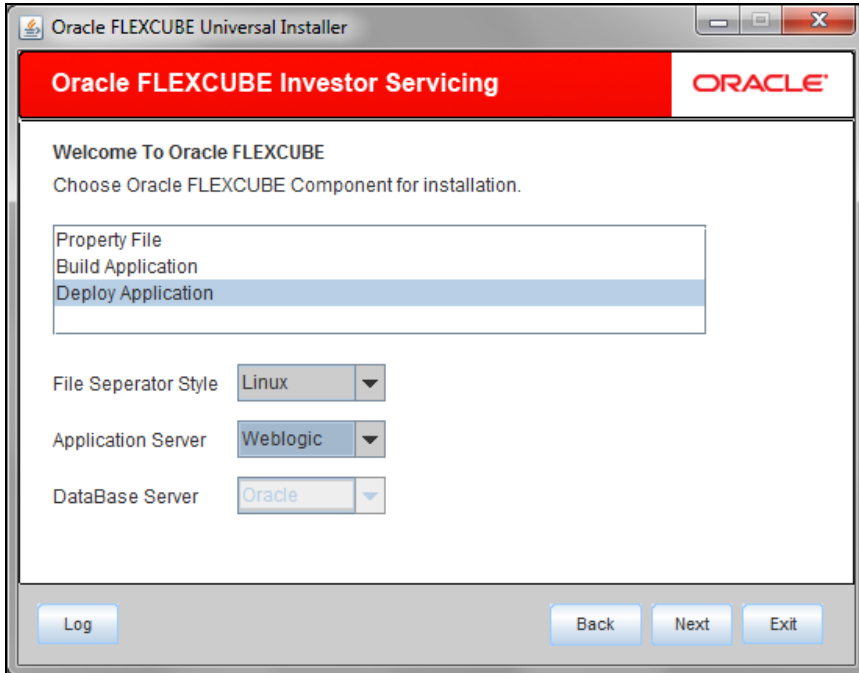 Oracle FLEXCUBE Universal Installer
Oracle FLEXCUBE Investor Servicing
ORACLE
Welcome To Oracle FLEXCUBE
Choose Oracle FLEXCUBE Component for installation.
Property File
Build Application
Deploy Application
File Seperator Style Linux
Application Server Weblogic
DataBase Server Oracle
Log Back Next Exit